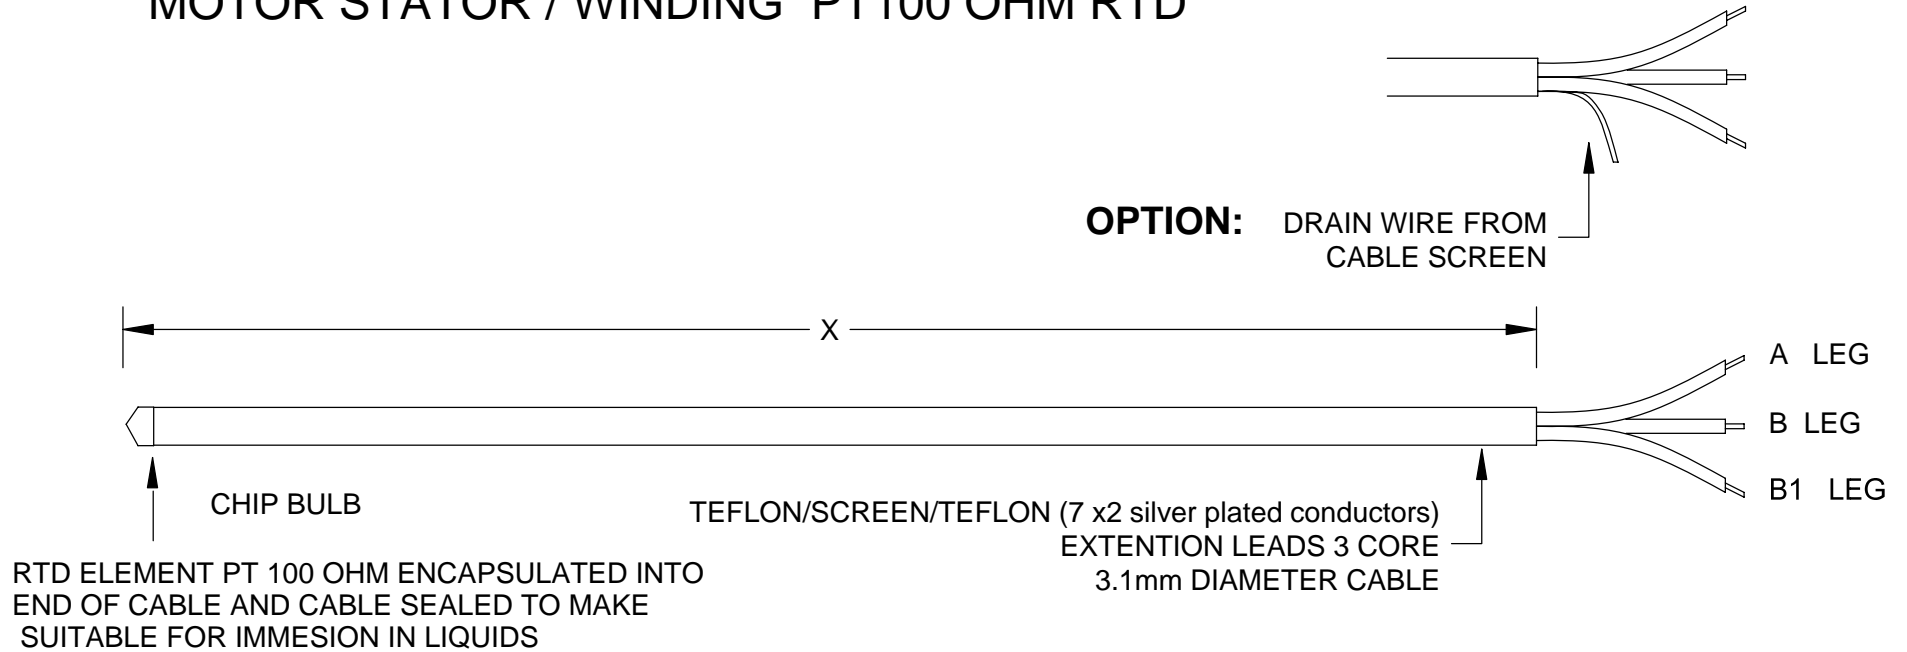 MOTOR STATOR / WINDING PT100 OHM RTD
OPTION: DRAIN WIRE FROM
CABLE SCREEN
X
A LEG
B LEG
B1 LEG
CHIP BULB
TEFLON/SCREEN/TEFLON (7 x2 silver plated conductors)
EXTENTION LEADS 3 CORE
3.1mm DIAMETER CABLE
RTD ELEMENT PT 100 OHM ENCAPSULATED INTO
END OF CABLE AND CABLE SEALED TO MAKE
SUITABLE FOR IMMESION IN LIQUIDS